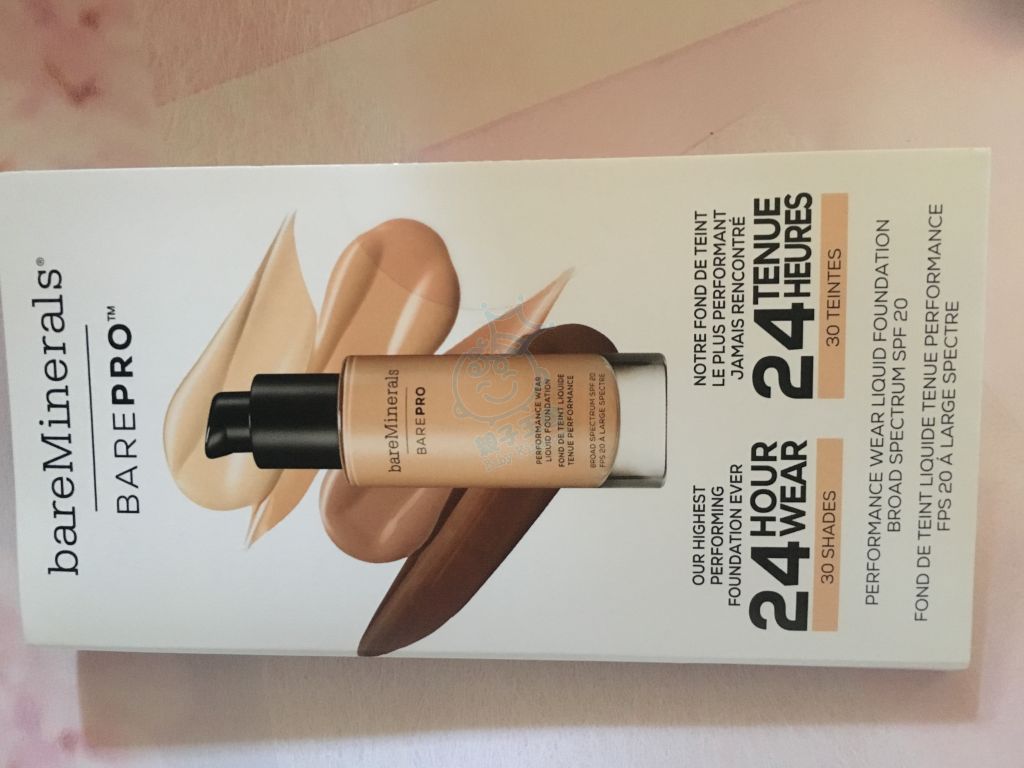 bareMinerals®
BAREPRO™
bareMinerals
BAREPRO
PERFORMANCE WEAR
LIQUID FOUNDATION
FOND DE TEINT LIQUIDE
TENUE PERFORMANCE
BROAD SPECTRUM SPF 20
FPS 20 À LARGE SPECTRE
OUR HIGHEST
PERFORMING
FOUNDATION EVER
24 HOUR
WEAR
30 SHADES
NOTRE FOND DE TEINT
LE PLUS PERFORMANT
JAMAIS RENCONTRÉ
24 TENUE
24 HEURES
30 TEINTES
PERFORMANCE WEAR LIQUID FOUNDATION
BROAD SPECTRUM SPF 20
FOND DE TEINT LIQUIDE TENUE PERFORMANCE
FPS 20 À LARGE SPECTRE